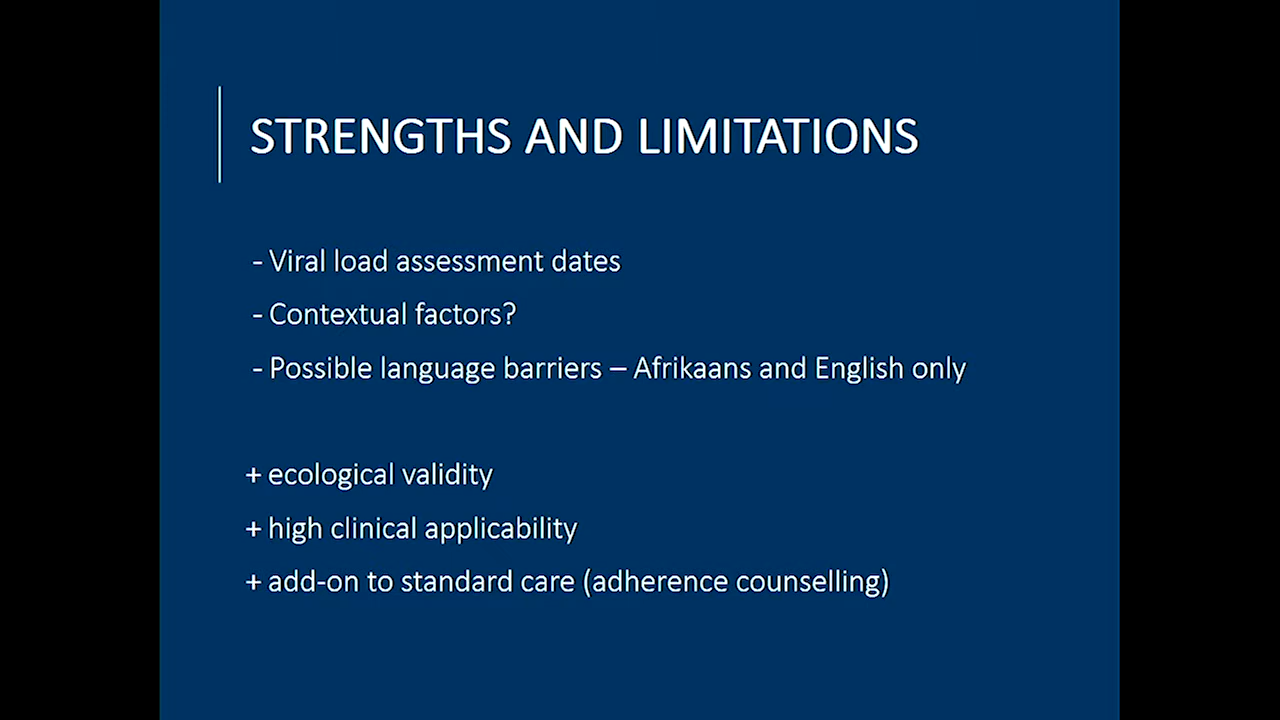 STRENGTHS AND LIMITATIONS
- Viral load assessment dates
- Contextual factors?
- Possible language barriers – Afrikaans and English only
+ ecological validity
+ high clinical applicability
+ add-on to standard care (adherence counselling)